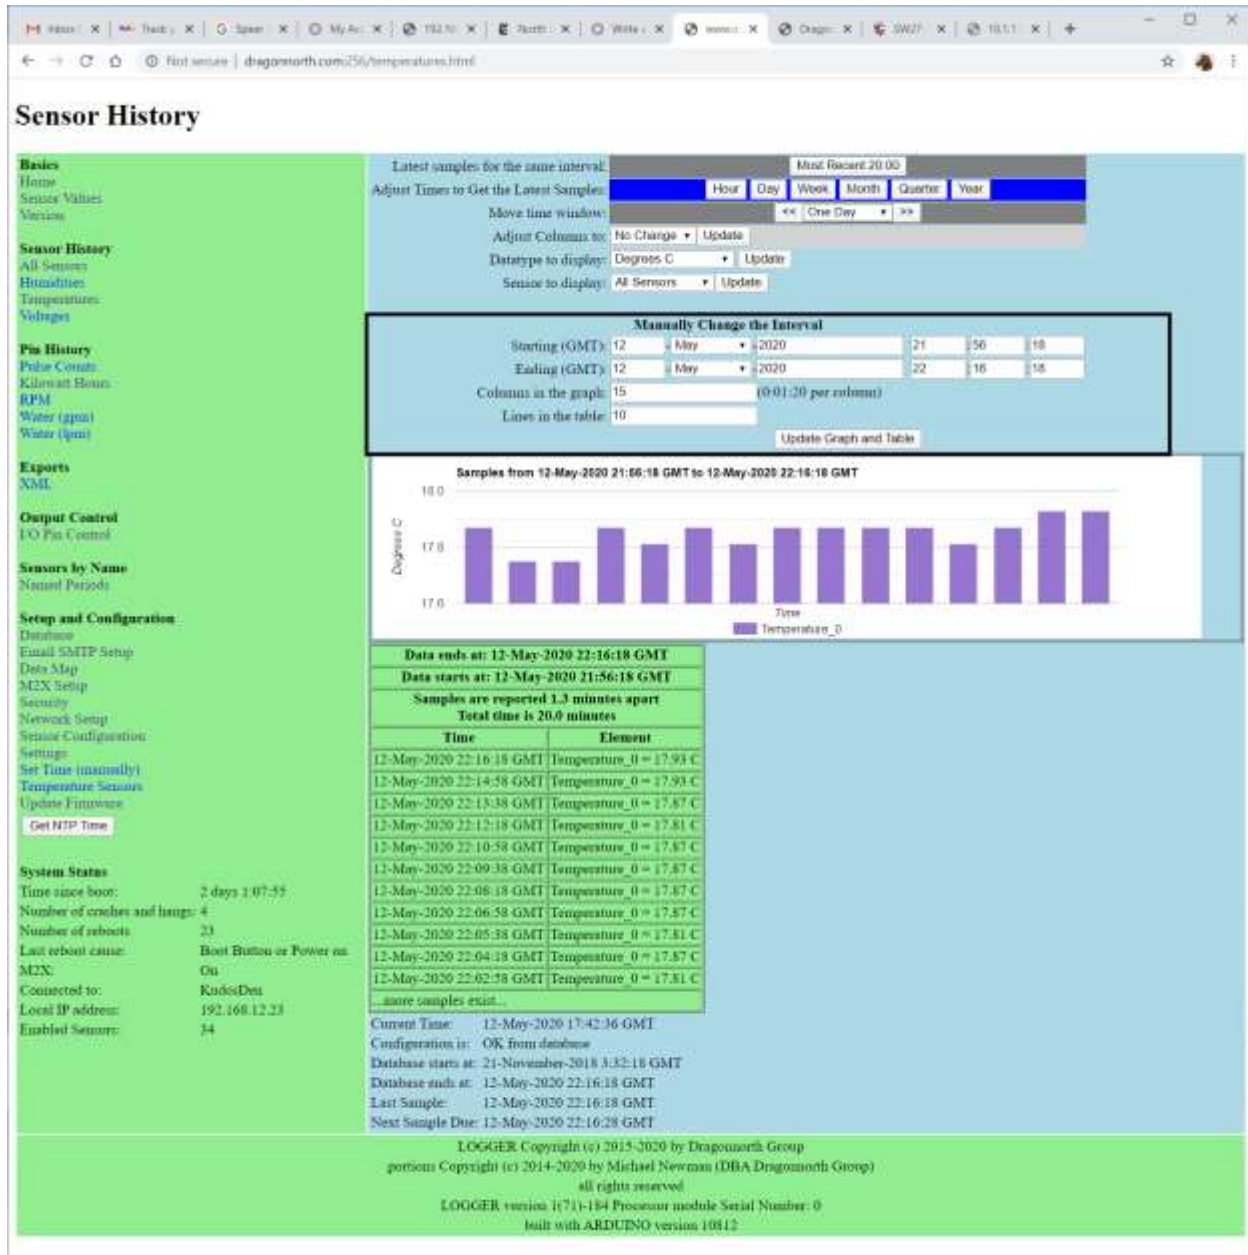 Not secure | dragonnorth.com:256/temperatures.html
Sensor History
Basics
Home
Sensor Values
Version
Sensor History
All Sensors
Humidities
Temperatures
Voltages
Pin History
Pulse Counts
Kilowatt Hours
RPM
Water (gpm)
Water (lpm)
Exports
XML
Output Control
I/O Pin Control
Sensors by Name
Named Periods
Setup and Configuration
Database
Email SMTP Setup
Data Map
M2X Setup
Security
Network Setup
Sensor Configuration
Settings
Set Time (manually)
Temperature Sensors
Update Firmware
Get NTP Time
System Status
Time since boot: 2 days 1:07:55
Number of crashes and hangs: 4
Number of reboots 23
Last reboot cause: Boot Button or Power on
M2X: On
Connected to: KudosDen
Local IP address: 192.168.12.23
Enabled Sensors: 34
Latest samples for the same interval: Most Recent 20:00
Adjust Times to Get the Latest Samples: Hour Day Week Month Quarter Year
Move time window: << One Day >>
Adjust Columns to: No Change Update
Datatype to display: Degrees C Update
Sensor to display: All Sensors Update
Manually Change the Interval
Starting (GMT): 12 - May - 2020 21 : 56 : 18
Ending (GMT): 12 - May - 2020 22 : 16 : 18
Columns in the graph: 15 (0:01:20 per column)
Lines in the table: 10
Update Graph and Table
Samples from 12-May-2020 21:56:18 GMT to 12-May-2020 22:16:18 GMT
18.0
17.8
17.6
Degrees C
Time
Temperature_0
Data ends at: 12-May-2020 22:16:18 GMT
Data starts at: 12-May-2020 21:56:18 GMT
Samples are reported 1.3 minutes apart
Total time is 20.0 minutes
Time Element
12-May-2020 22:16:18 GMT Temperature_0 = 17.93 C
12-May-2020 22:14:58 GMT Temperature_0 = 17.93 C
12-May-2020 22:13:38 GMT Temperature_0 = 17.87 C
12-May-2020 22:12:18 GMT Temperature_0 = 17.81 C
12-May-2020 22:10:58 GMT Temperature_0 = 17.87 C
12-May-2020 22:09:38 GMT Temperature_0 = 17.87 C
12-May-2020 22:08:18 GMT Temperature_0 = 17.87 C
12-May-2020 22:06:58 GMT Temperature_0 = 17.87 C
12-May-2020 22:05:38 GMT Temperature_0 = 17.81 C
12-May-2020 22:04:18 GMT Temperature_0 = 17.87 C
12-May-2020 22:02:58 GMT Temperature_0 = 17.81 C
...more samples exist...
Current Time: 12-May-2020 17:42:36 GMT
Configuration is: OK from database
Database starts at: 21-November-2018 3:32:18 GMT
Database ends at: 12-May-2020 22:16:18 GMT
Last Sample: 12-May-2020 22:16:18 GMT
Next Sample Due: 12-May-2020 22:16:28 GMT
LOGGER Copyright (c) 2015-2020 by Dragonnorth Group
portions Copyright (c) 2014-2020 by Michael Newman (DBA Dragonnorth Group)
all rights reserved
LOGGER version 1(71)-184 Processor module Serial Number: 0
built with ARDUINO version 10812